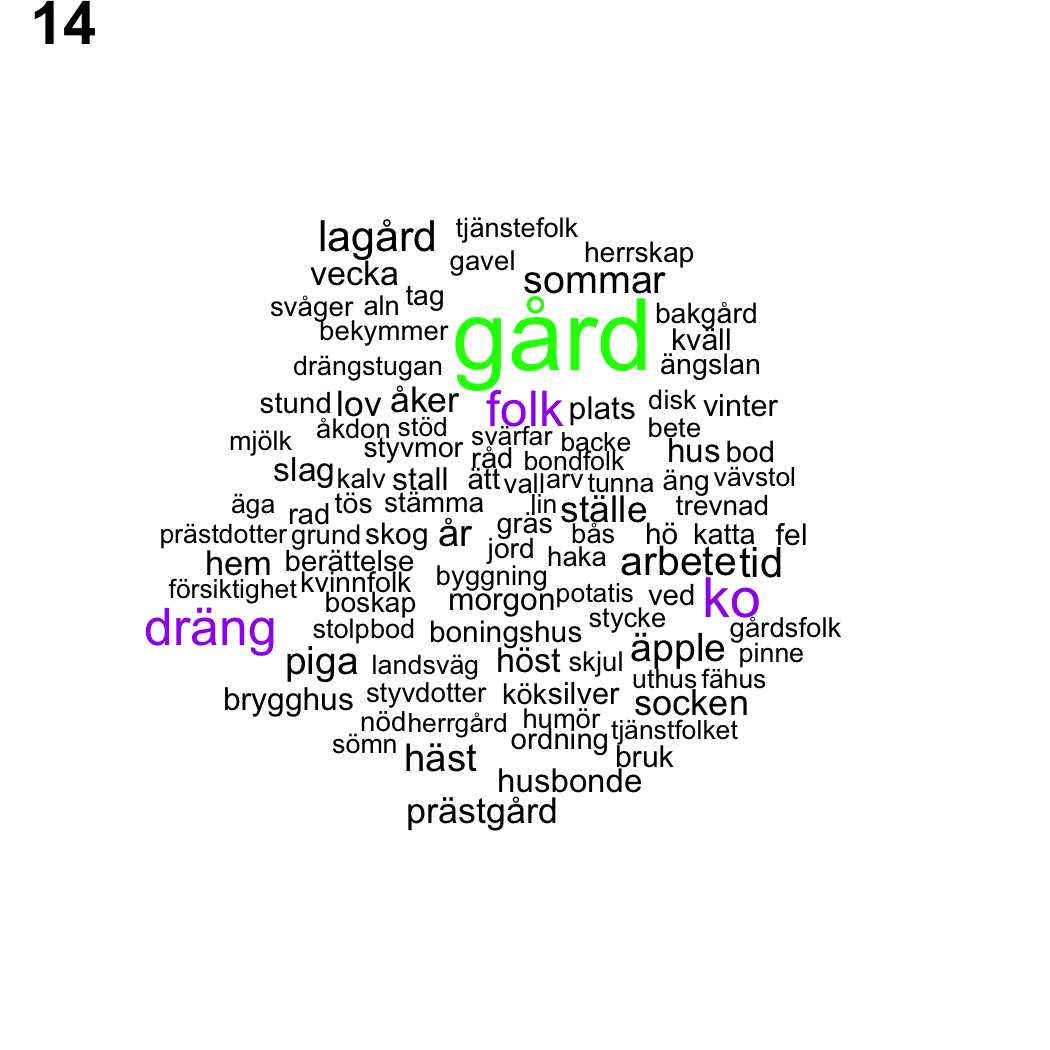 14
lagård tjänstefolk
gavel herrskap
vecka sommar
svåger aln tag
bekymmer gård bakgård
kväll
drängstugan ängslan
stund lov åker folk plats disk vinter
åkdon stöd bete
mjölk styvmor svärfar backe hus bod
råd bondfolk
slag kalv stall ätt vall arv tunna äng vävstol
äga rad tös stämma lin ställe trevnad
prästdotter grund skog år gräs bås hö katta fel
jord
hem berättelse haka arbete tid
försiktighet kvinnfolk byggning potatis ved ko
boskap morgon stycke
dräng stolpbod boningshus gårdsfolk
piga landsväg höst skjul äpple pinne
uthus fähus
brygghus styvdotter köksilver socken
nöd herrgård humör tjänstfolket
sömn ordning
häst bruk
husbonde
prästgård